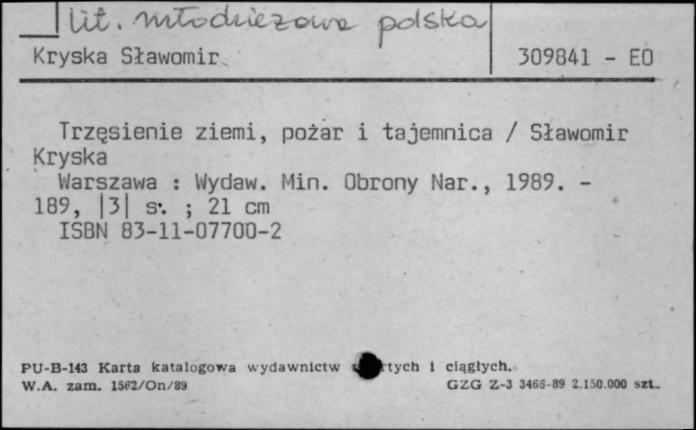 lit. młodzieżowa polska
Kryska Sławomir 309841 - EO
Trzęsienie ziemi, pożar i tajemnica / Sławomir
Kryska
Warszawa : Wydaw. Min. Obrony Nar., 1989. -
189, |3| s. ; 21 cm
ISBN 83-11-07700-2
PU-B-143 Karta katalogowa wydawnictw i ciągłych.
W.A. zam. 1562/On/89 GZG Z-3 3466-89 2.150.000 szt.